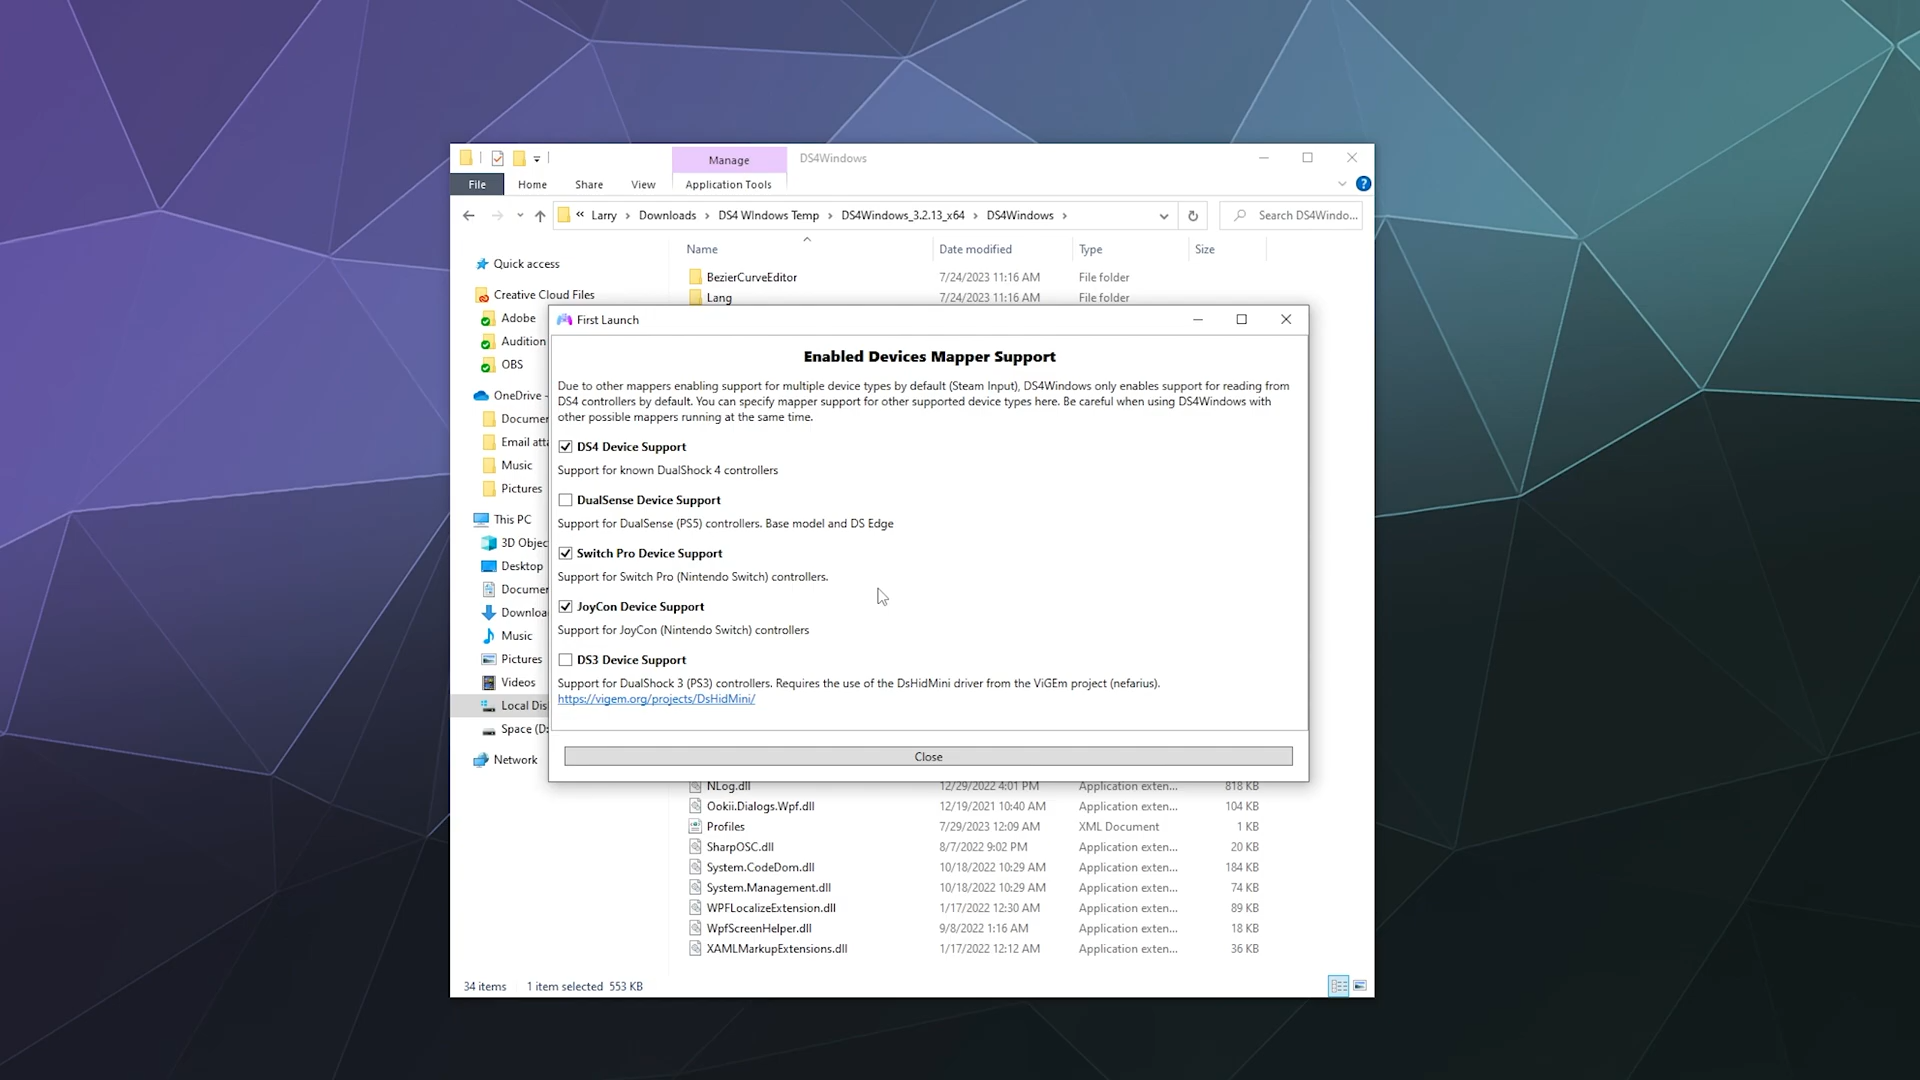 Manage
DS4Windows
File
Home
Share
View
Application Tools
« Larry › Downloads › DS4 WIndows Temp › DS4Windows_3.2.13_x64 › DS4Windows ›
Search DS4Windo...
Name
Date modified
Type
Size
Quick access
Creative Cloud Files
Adobe
Audition
OBS
OneDrive -
Documen
Email atta
Music
Pictures
This PC
3D Objec
Desktop
Documen
Downloa
Music
Pictures
Videos
Local Dis
Space (D:
Network
BezierCurveEditor 7/24/2023 11:16 AM File folder
Lang 7/24/2023 11:16 AM File folder
First Launch
Enabled Devices Mapper Support
Due to other mappers enabling support for multiple device types by default (Steam Input), DS4Windows only enables support for reading from
DS4 controllers by default. You can specify mapper support for other supported device types here. Be careful when using DS4Windows with
other possible mappers running at the same time.
DS4 Device Support
Support for known DualShock 4 controllers
DualSense Device Support
Support for DualSense (PS5) controllers. Base model and DS Edge
Switch Pro Device Support
Support for Switch Pro (Nintendo Switch) controllers.
JoyCon Device Support
Support for JoyCon (Nintendo Switch) controllers
DS3 Device Support
Support for DualShock 3 (PS3) controllers. Requires the use of the DsHidMini driver from the ViGEm project (nefarius).
https://vigem.org/projects/DsHidMini/
Close
NLog.dll 12/29/2022 4:01 PM Application exten... 818 KB
Ookii.Dialogs.Wpf.dll 12/19/2021 10:40 AM Application exten... 104 KB
Profiles 7/29/2023 12:09 AM XML Document 1 KB
SharpOSC.dll 8/7/2022 9:02 PM Application exten... 20 KB
System.CodeDom.dll 10/18/2022 10:29 AM Application exten... 184 KB
System.Management.dll 10/18/2022 10:29 AM Application exten... 74 KB
WPFLocalizeExtension.dll 1/17/2022 12:30 AM Application exten... 89 KB
WpfScreenHelper.dll 9/8/2022 1:16 AM Application exten... 18 KB
XAMLMarkupExtensions.dll 1/17/2022 12:12 AM Application exten... 36 KB
34 items 1 item selected 553 KB